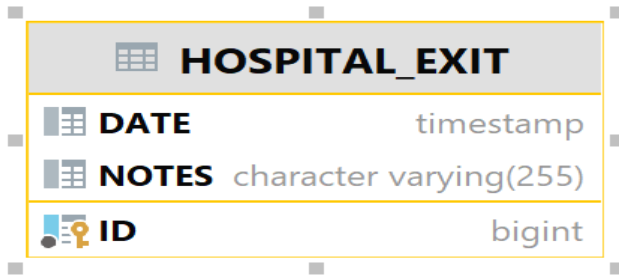 HOSPITAL_EXIT
DATE timestamp
NOTES character varying(255)
ID bigint